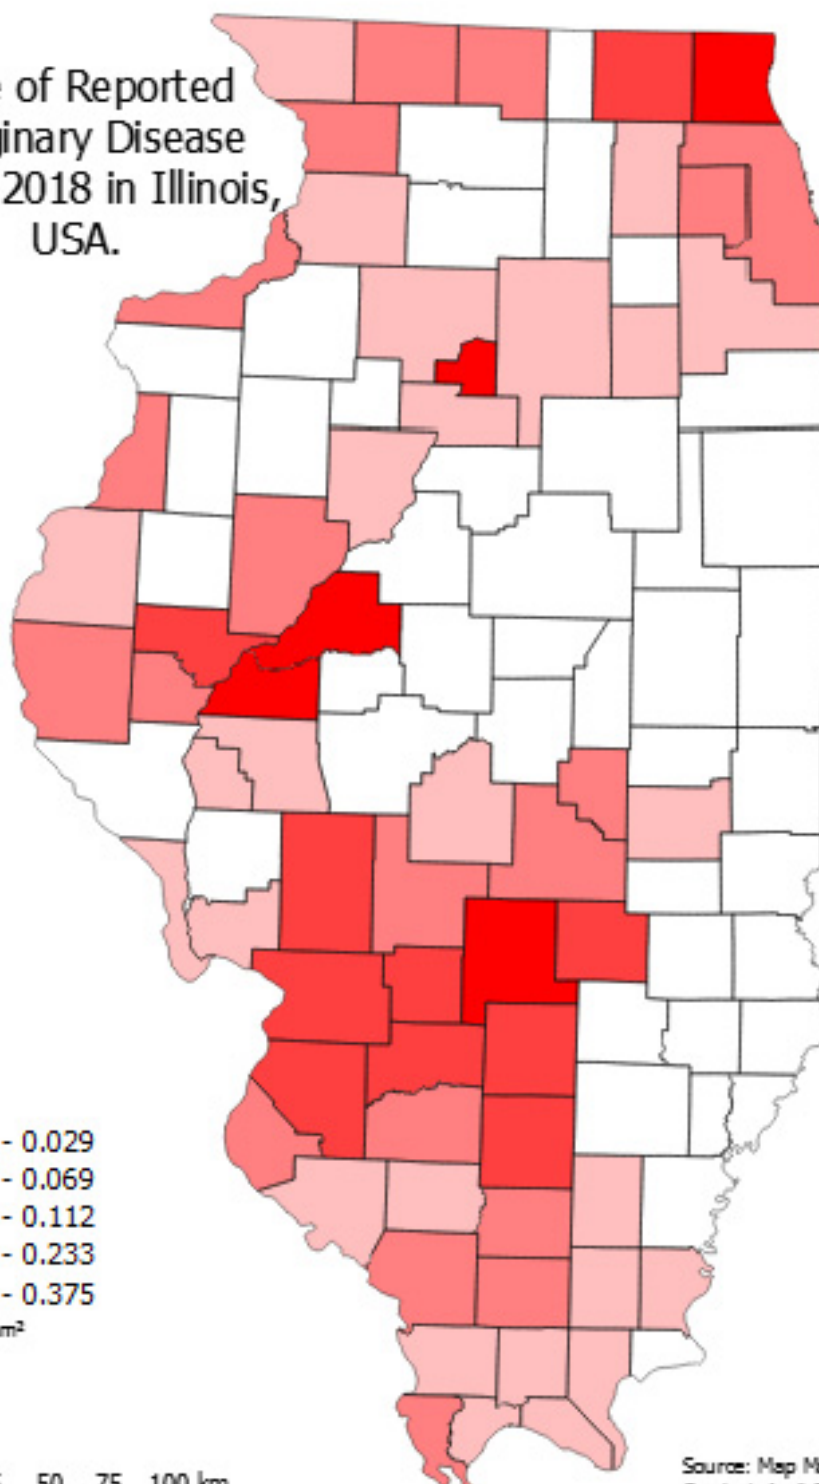 of Reported
Disease
2018 in Illinois,
USA.
- 0.029
- 0.069
- 0.112
- 0.233
- 0.375
50 75 100 km
Source: Map